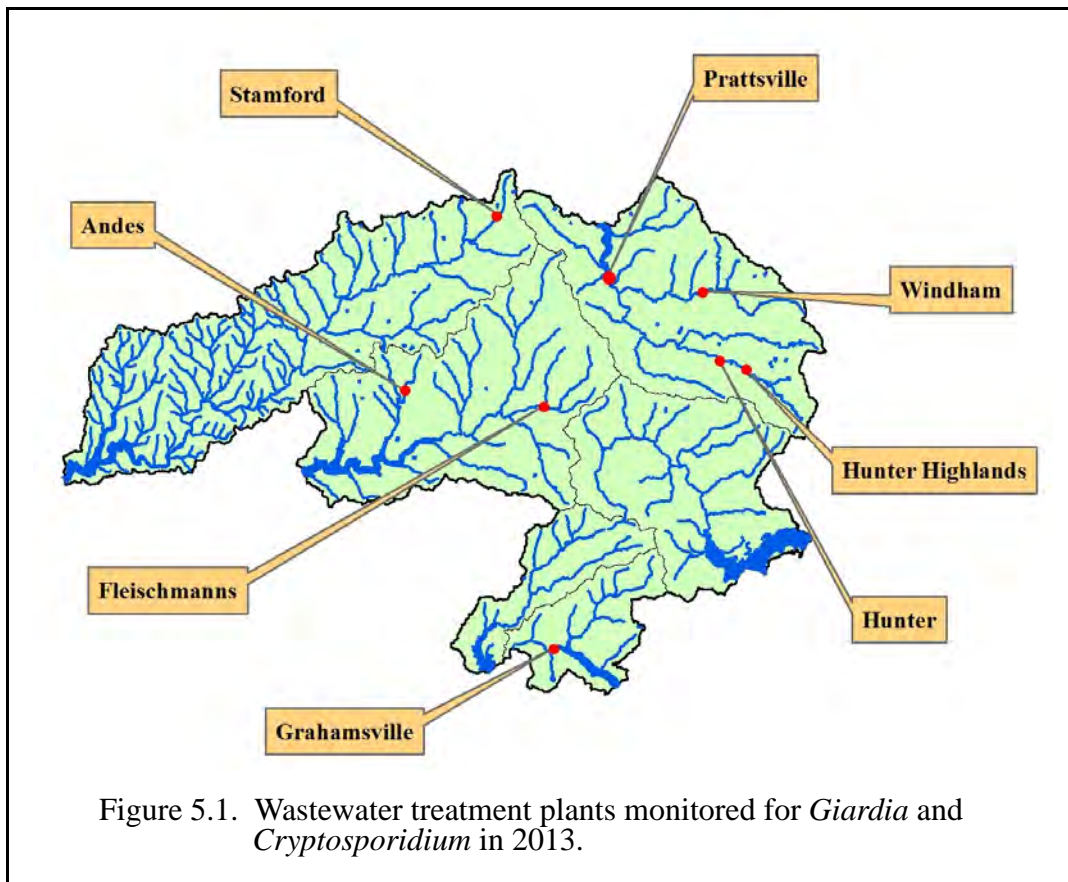 Prattsville
Stamford
Andes
Windham
Hunter Highlands
Fleischmanns
Hunter
Grahamsville
Figure 5.1. Wastewater treatment plants monitored for Giardia and
Cryptosporidium in 2013.